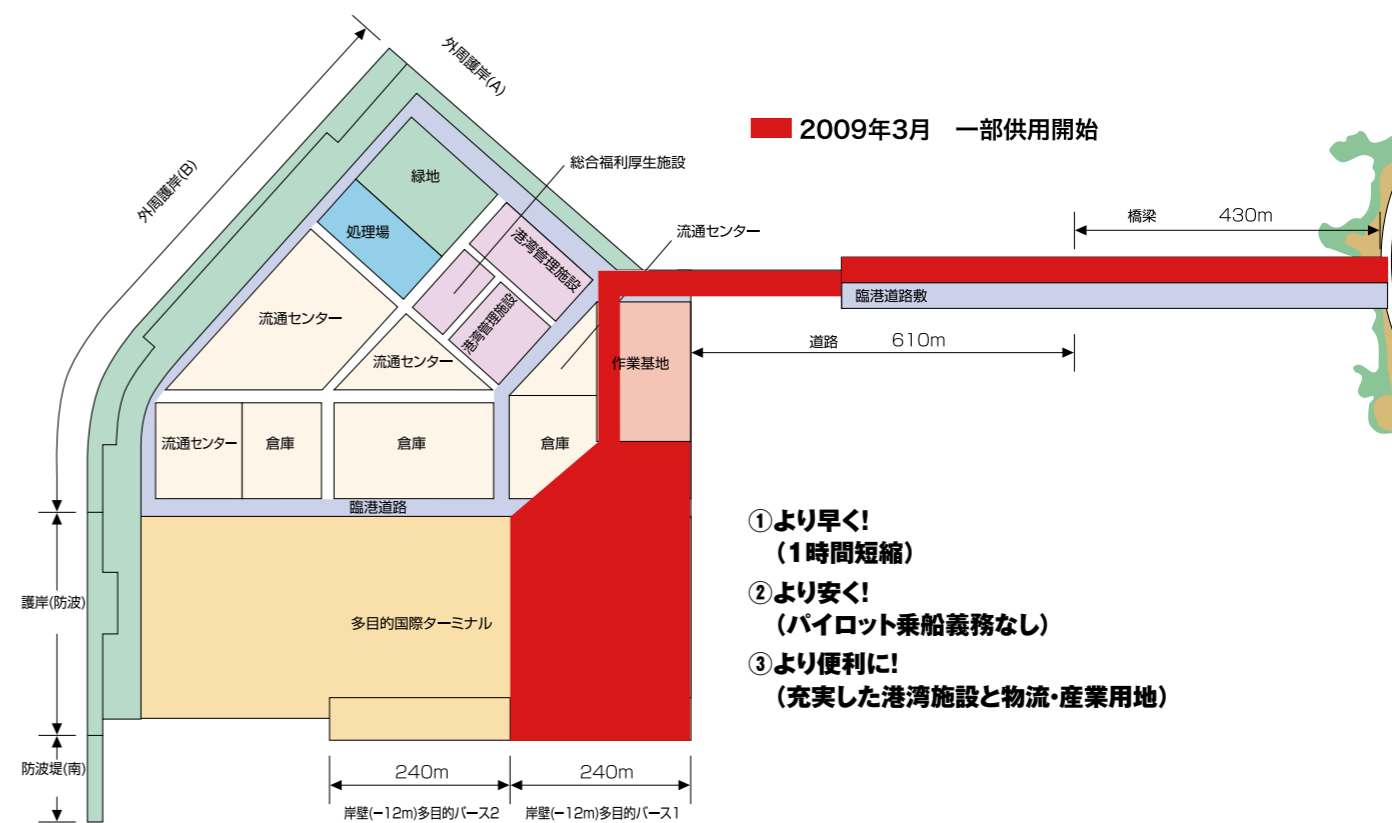 外周護岸(A)
外周護岸(B)
2009年3月　一部供用開始
総合福利厚生施設
緑地
流通センター
橋梁　430m
処理場
港湾管理施設
港湾管理施設
臨港道路敷
流通センター
道路　610m
流通センター
作業基地
流通センター
倉庫
倉庫
倉庫
臨港道路
①より早く!
（1時間短縮）
②より安く!
（パイロット乗船義務なし）
③より便利に!
（充実した港湾施設と物流・産業用地）
護岸(防波)
多目的国際ターミナル
防波堤(南)
240m
240m
岸壁(−12m)多目的バース2
岸壁(−12m)多目的バース1